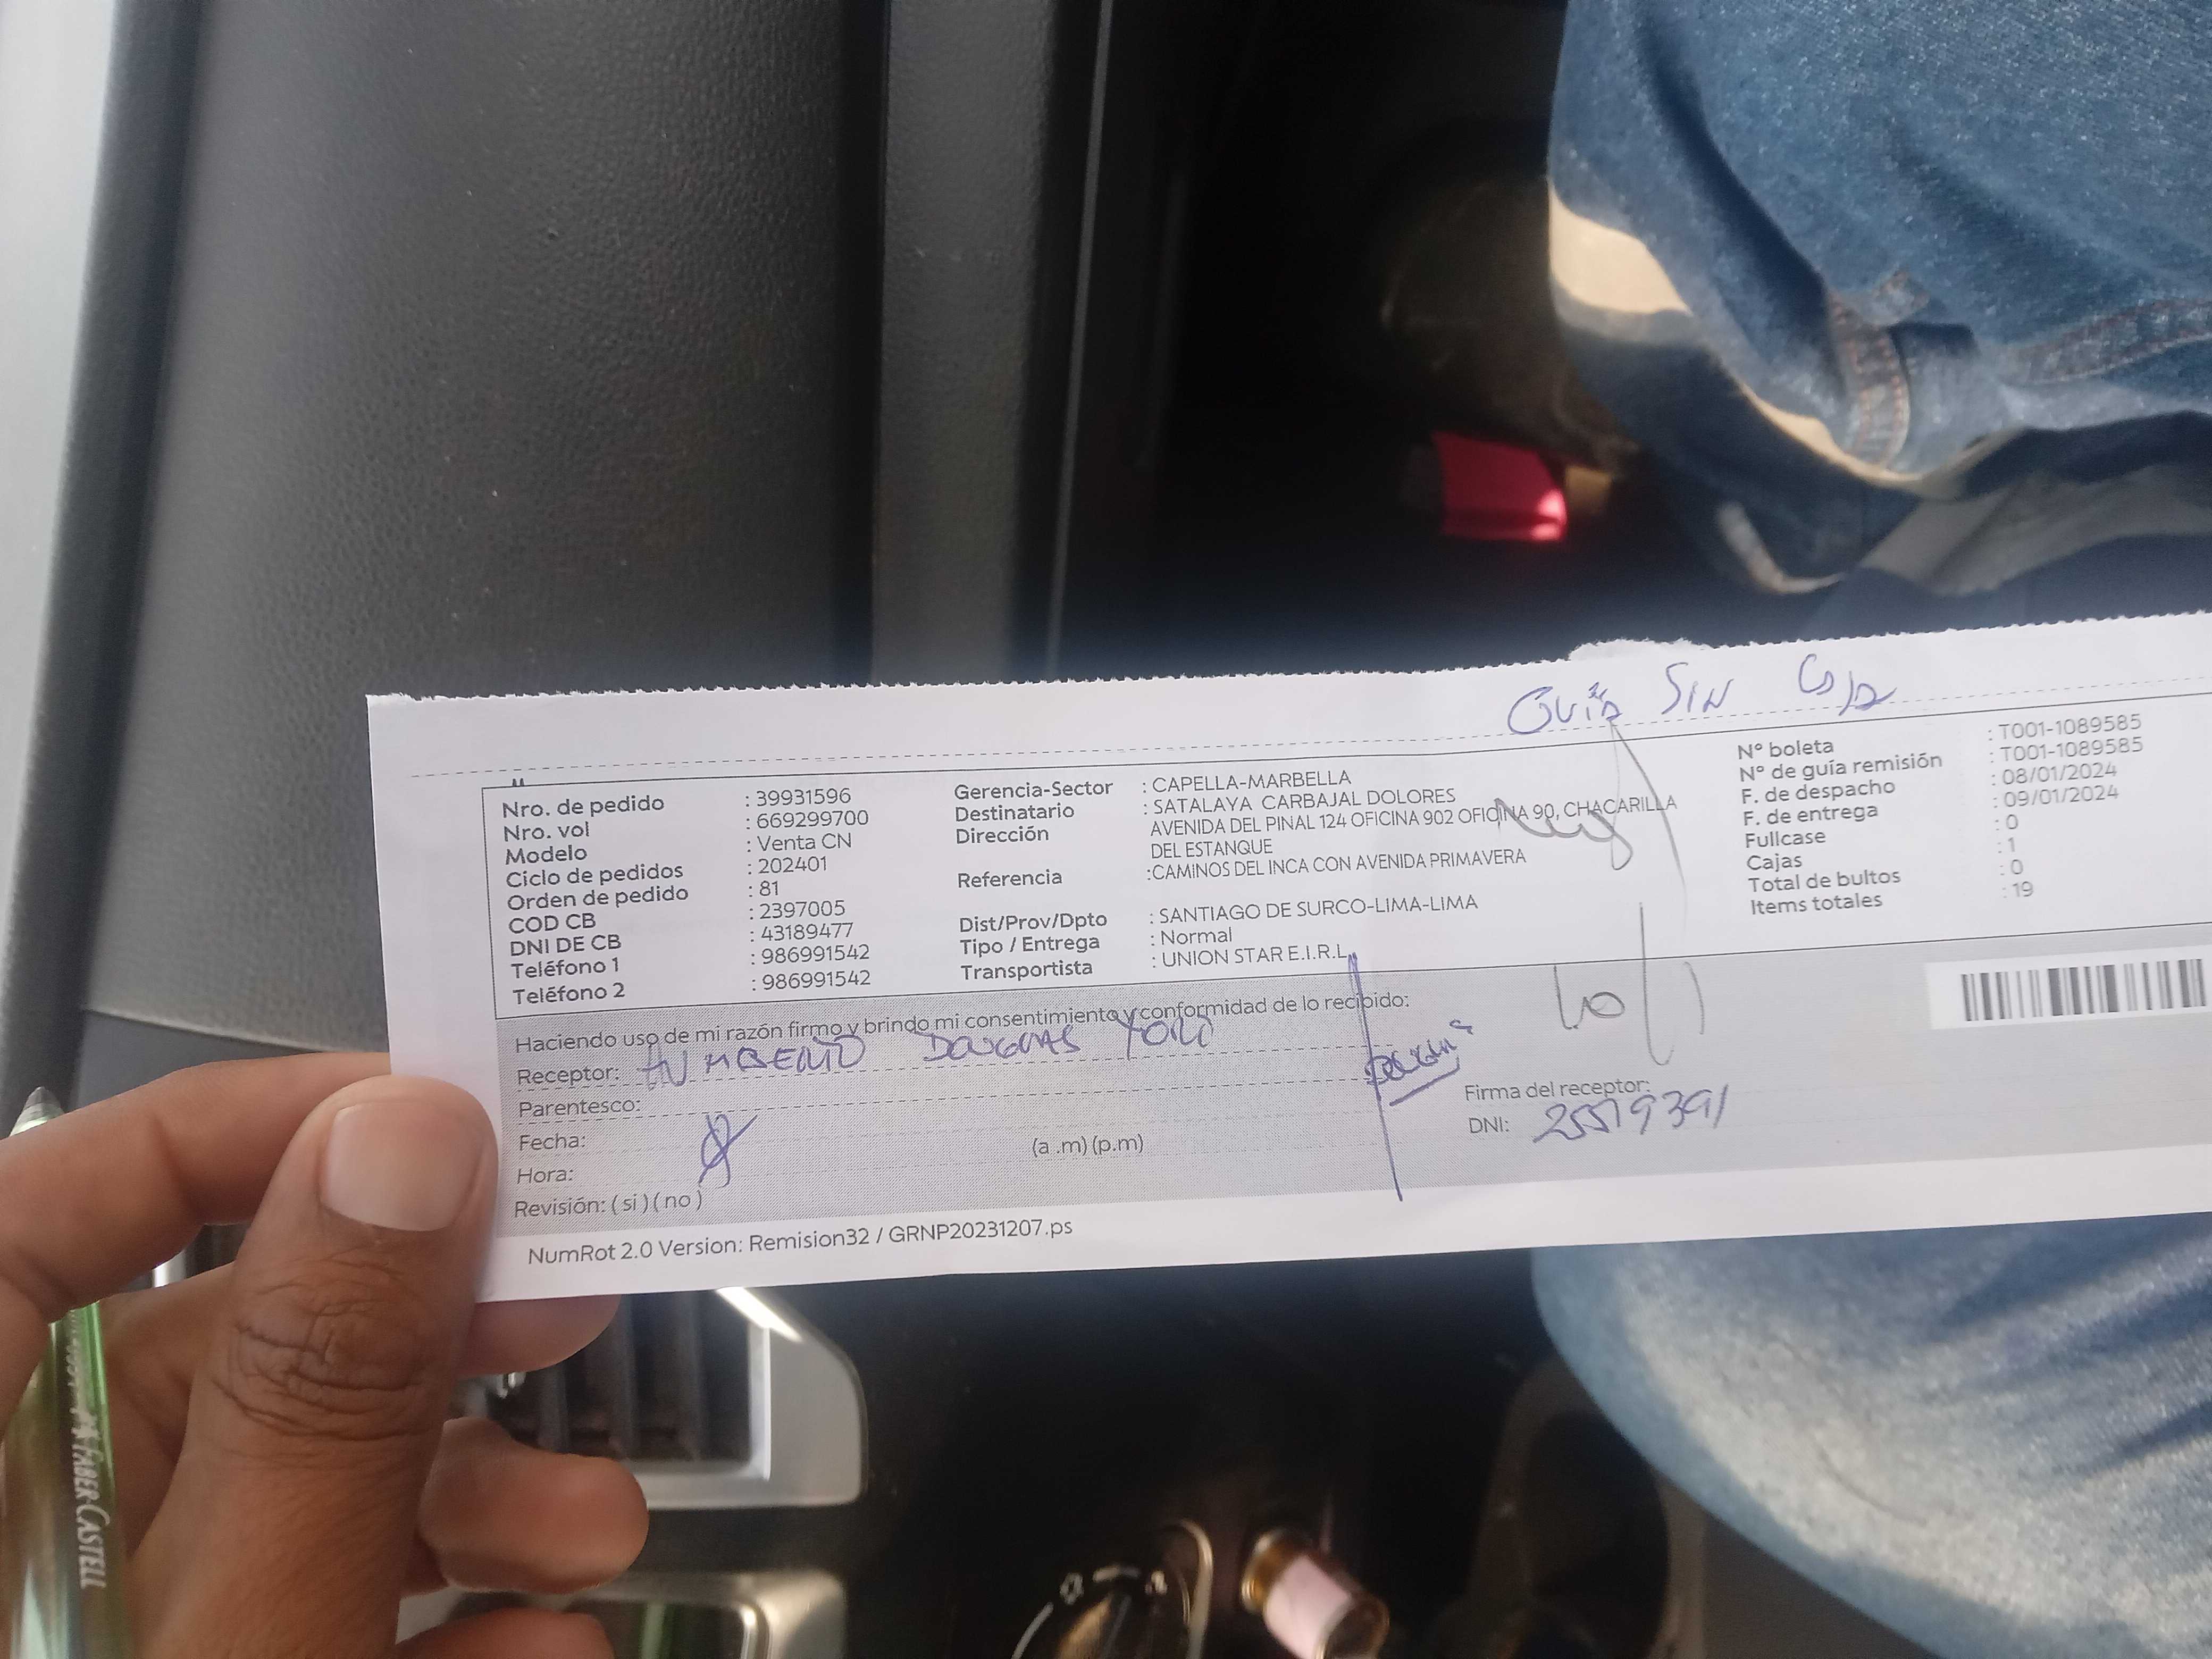 GUÍA SIN
Nro. de pedido : 39931596
Nro. vol : 669299700
Modelo : Venta CN
Ciclo de pedidos : 202401
Orden de pedido : 81
COD CB : 2397005
DNI DE CB : 43189477
Teléfono 1 : 986991542
Teléfono 2 : 986991542
Gerencia-Sector : CAPELLA-MARBELLA
Destinatario : SATALAYA CARBAJAL DOLORES
Dirección AVENIDA DEL PINAL 124 OFICINA 902 OFICINA 90, CHACARILLA
DEL ESTANQUE
Referencia :CAMINOS DEL INCA CON AVENIDA PRIMAVERA
Dist/Prov/Dpto : SANTIAGO DE SURCO-LIMA-LIMA
Tipo / Entrega : Normal
Transportista : UNION STAR E.I.R.L.
N° boleta : T001-1089585
N° de guía remisión : T001-1089585
F. de despacho : 08/01/2024
F. de entrega : 09/01/2024
Fullcase : 0
Cajas : 1
Total de bultos : 0
Items totales : 19
Haciendo uso de mi razón firmo y brindo mi consentimiento y conformidad de lo recibido:
Receptor: DOUGLAS
Parentesco:
Fecha:
Hora: (a .m) (p.m)
Revisión: ( si ) ( no )
Firma del receptor:
DNI: 25519391
NumRot 2.0 Version: Remision32 / GRNP20231207.ps
FABER-CASTELL